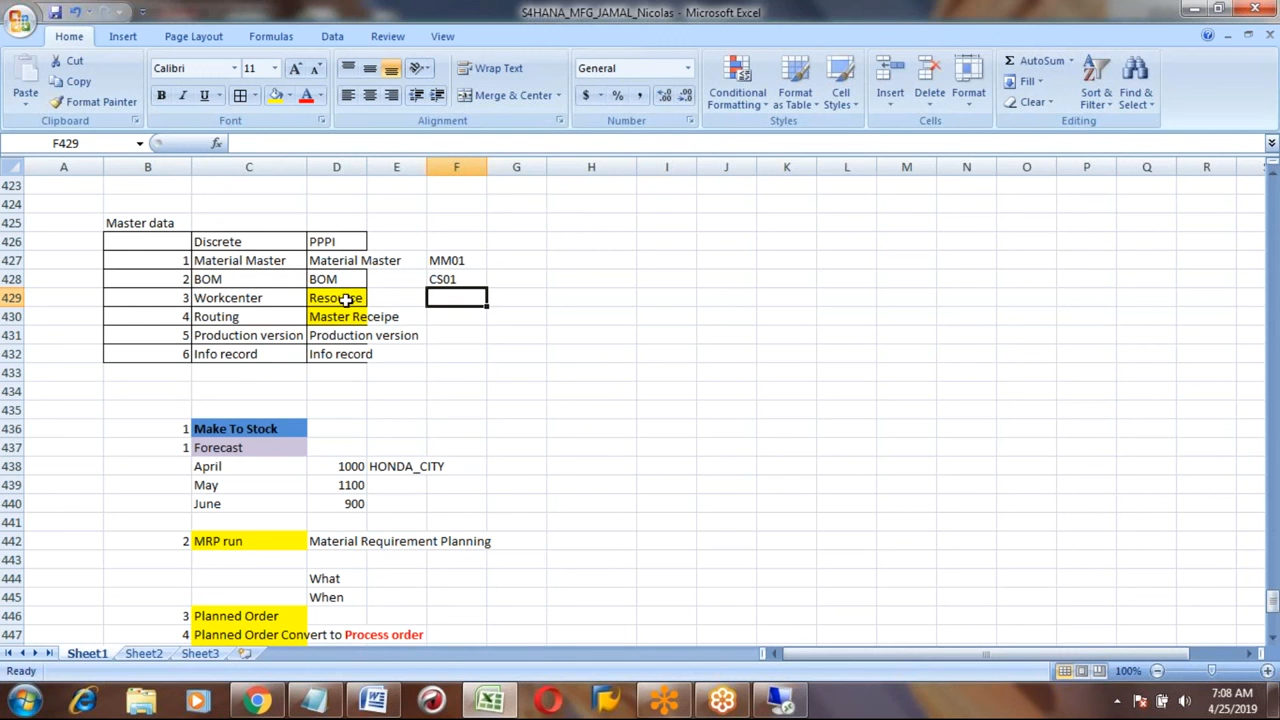 S4HANA_MFG_JAMAL_Nicolas - Microsoft Excel
Home Insert Page Layout Formulas Data Review View
Paste Cut Copy Format Painter Clipboard
Calibri 11 B I U A Font
Wrap Text Merge & Center Alignment
General $ % , Number
Conditional Formatting Format as Table Cell Styles Styles
Insert Delete Format Cells
Σ AutoSum Fill Clear Sort & Filter Find & Select Editing
F429 fx
A B C D E F G H I J K L M N O P Q R
423
424
425 Master data
426 Discrete PPPI
427 1 Material Master Material Master MM01
428 2 BOM BOM CS01
429 3 Workcenter Resource
430 4 Routing Master Receipe
431 5 Production version Production version
432 6 Info record Info record
433
434
435
436 1 Make To Stock
437 1 Forecast
438 April 1000 HONDA_CITY
439 May 1100
440 June 900
441
442 2 MRP run Material Requirement Planning
443
444 What
445 When
446 3 Planned Order
447 4 Planned Order Convert to Process order
Sheet1 Sheet2 Sheet3
Ready 100%
7:08 AM
4/25/2019